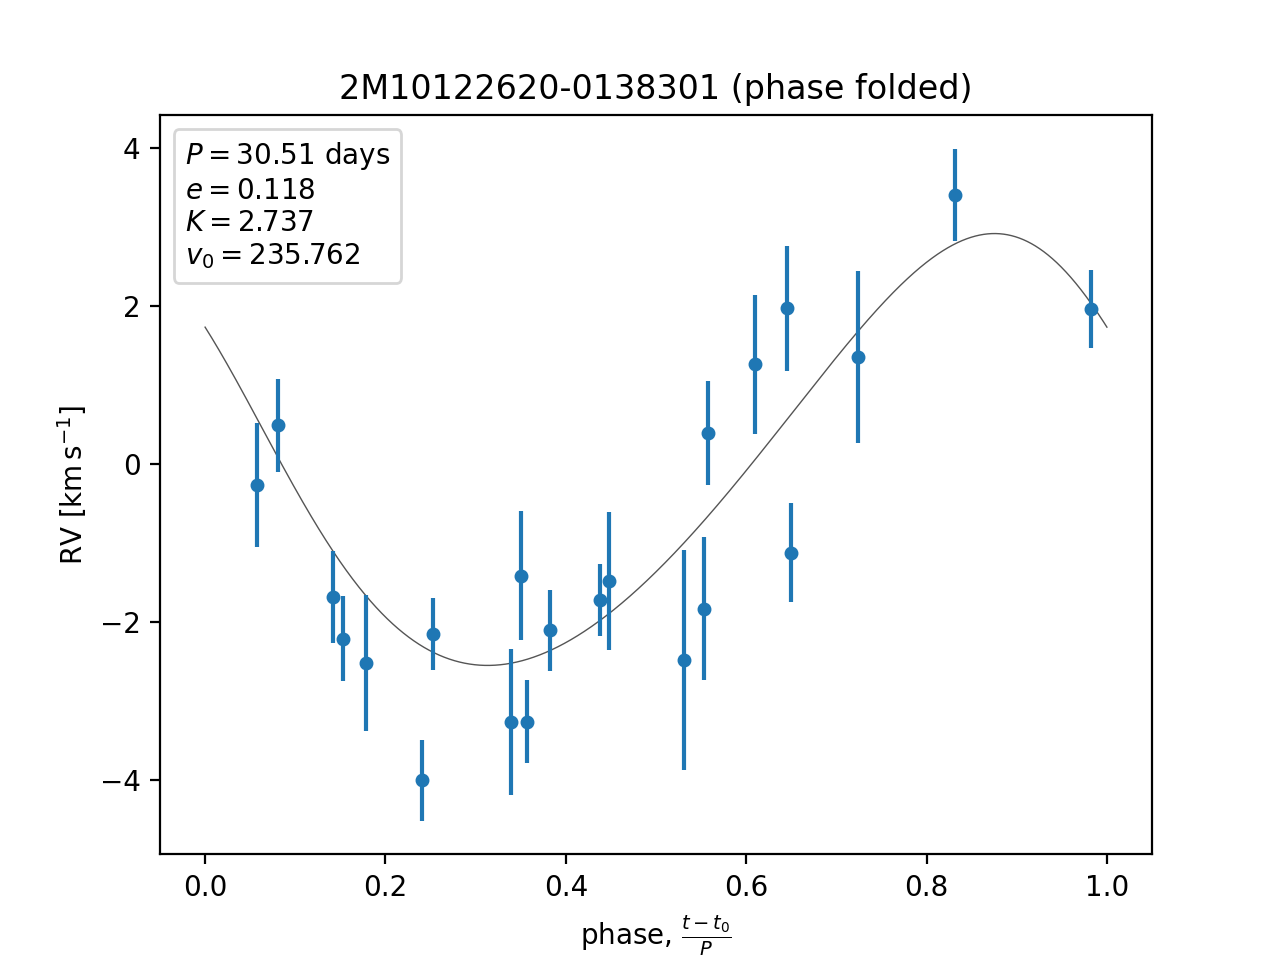 2M10122620-0138301 (phase folded)
P = 30.51 days
e = 0.118
K = 2.737
v₀ = 235.762
4
2
0
−2
−4
RV [km s⁻¹]
0.0 0.2 0.4 0.6 0.8 1.0
phase, (t − t₀)/P